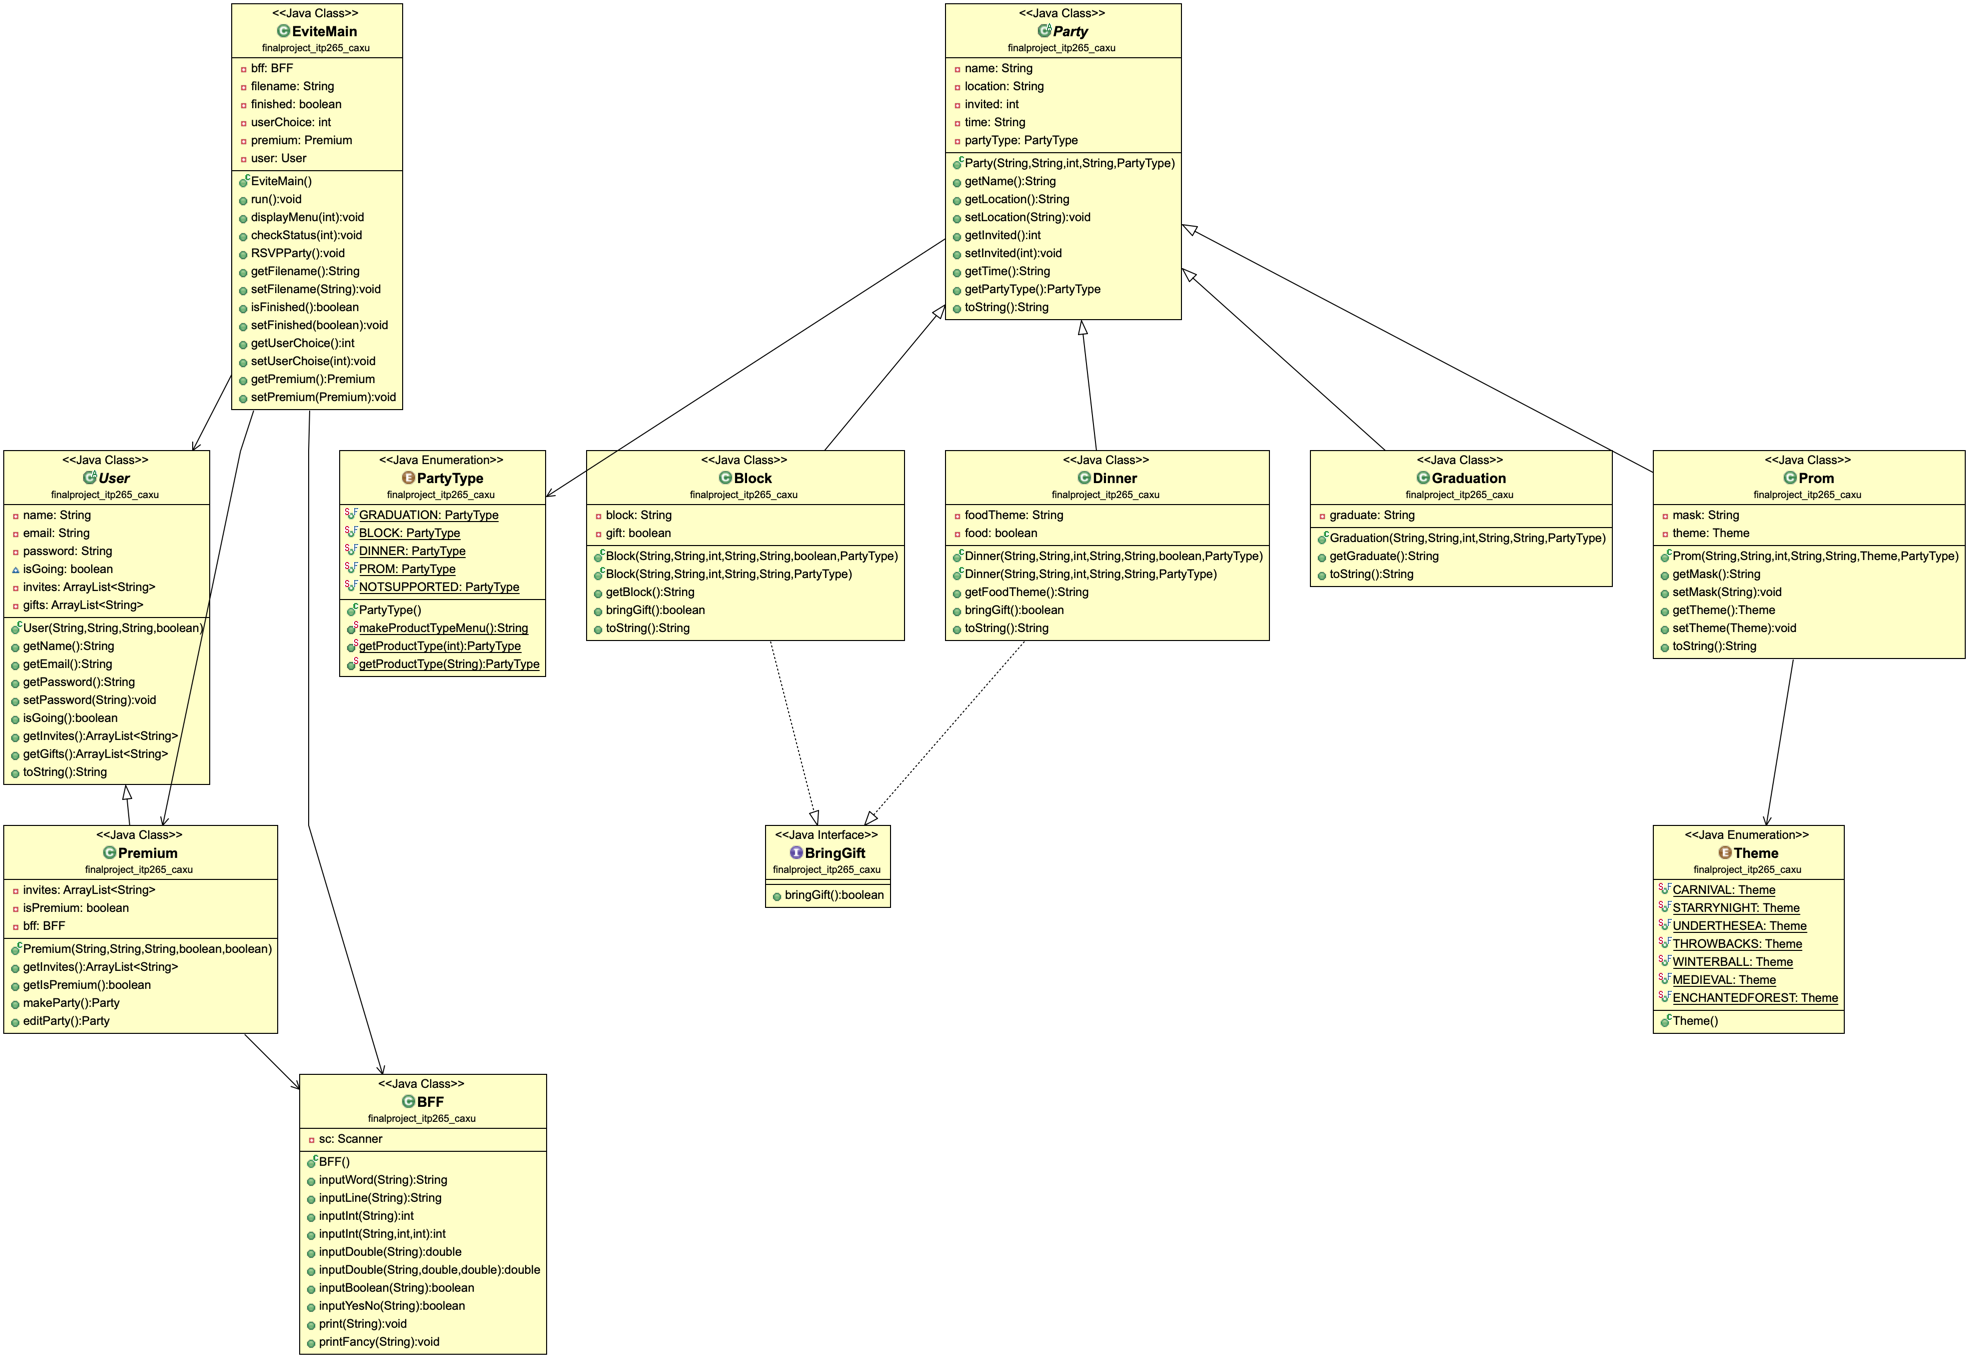 <<Java Class>>
EviteMain
finalproject_itp265_caxu
bff: BFF
filename: String
finished: boolean
userChoice: int
premium: Premium
user: User
EviteMain()
run():void
displayMenu(int):void
checkStatus(int):void
RSVPParty():void
getFilename():String
setFilename(String):void
isFinished():boolean
setFinished(boolean):void
getUserChoice():int
setUserChoise(int):void
getPremium():Premium
setPremium(Premium):void
<<Java Class>>
Party
finalproject_itp265_caxu
name: String
location: String
invited: int
time: String
partyType: PartyType
Party(String,String,int,String,PartyType)
getName():String
getLocation():String
setLocation(String):void
getInvited():int
setInvited(int):void
getTime():String
getPartyType():PartyType
toString():String
<<Java Class>>
User
finalproject_itp265_caxu
name: String
email: String
password: String
isGoing: boolean
invites: ArrayList<String>
gifts: ArrayList<String>
User(String,String,String,boolean)
getName():String
getEmail():String
getPassword():String
setPassword(String):void
isGoing():boolean
getInvites():ArrayList<String>
getGifts():ArrayList<String>
toString():String
<<Java Enumeration>>
PartyType
finalproject_itp265_caxu
GRADUATION: PartyType
BLOCK: PartyType
DINNER: PartyType
PROM: PartyType
NOTSUPPORTED: PartyType
PartyType()
makeProductTypeMenu():String
getProductType(int):PartyType
getProductType(String):PartyType
<<Java Class>>
Block
finalproject_itp265_caxu
block: String
gift: boolean
Block(String,String,int,String,String,boolean,PartyType)
Block(String,String,int,String,String,PartyType)
getBlock():String
bringGift():boolean
toString():String
<<Java Class>>
Dinner
finalproject_itp265_caxu
foodTheme: String
food: boolean
Dinner(String,String,int,String,String,boolean,PartyType)
Dinner(String,String,int,String,String,PartyType)
getFoodTheme():String
bringGift():boolean
toString():String
<<Java Class>>
Graduation
finalproject_itp265_caxu
graduate: String
Graduation(String,String,int,String,String,PartyType)
getGraduate():String
toString():String
<<Java Class>>
Prom
finalproject_itp265_caxu
mask: String
theme: Theme
Prom(String,String,int,String,String,Theme,PartyType)
getMask():String
setMask(String):void
getTheme():Theme
setTheme(Theme):void
toString():String
<<Java Class>>
Premium
finalproject_itp265_caxu
invites: ArrayList<String>
isPremium: boolean
bff: BFF
Premium(String,String,String,boolean,boolean)
getInvites():ArrayList<String>
getIsPremium():boolean
makeParty():Party
editParty():Party
<<Java Interface>>
BringGift
finalproject_itp265_caxu
bringGift():boolean
<<Java Enumeration>>
Theme
finalproject_itp265_caxu
CARNIVAL: Theme
STARRYNIGHT: Theme
UNDERTHESEA: Theme
THROWBACKS: Theme
WINTERBALL: Theme
MEDIEVAL: Theme
ENCHANTEDFOREST: Theme
Theme()
<<Java Class>>
BFF
finalproject_itp265_caxu
sc: Scanner
BFF()
inputWord(String):String
inputLine(String):String
inputInt(String):int
inputInt(String,int,int):int
inputDouble(String):double
inputDouble(String,double,double):double
inputBoolean(String):boolean
inputYesNo(String):boolean
print(String):void
printFancy(String):void